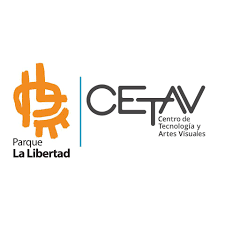 Parque
La Libertad
CETAV
Centro de
Tecnología y
Artes Visuales